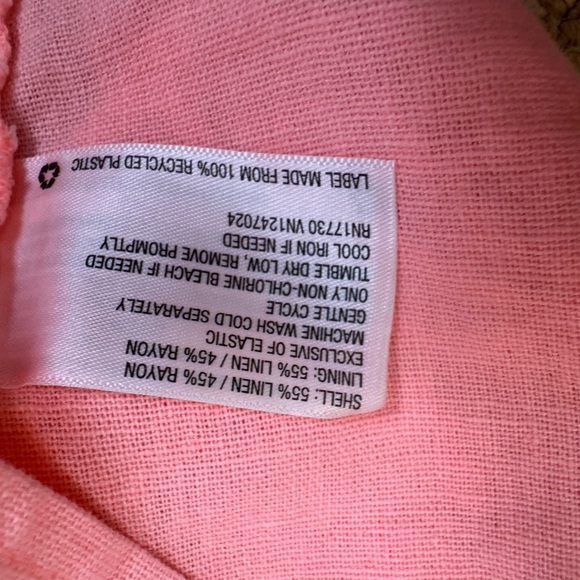 SHELL: 55% LINEN / 45% RAYON
LINING: 55% LINEN / 45% RAYON
EXCLUSIVE OF ELASTIC
MACHINE WASH COLD SEPARATELY
GENTLE CYCLE
ONLY NON-CHLORINE BLEACH IF NEEDED
TUMBLE DRY LOW, REMOVE PROMPTLY
COOL IRON IF NEEDED
RN17730 VN1247024
LABEL MADE FROM 100% RECYCLED PLASTIC